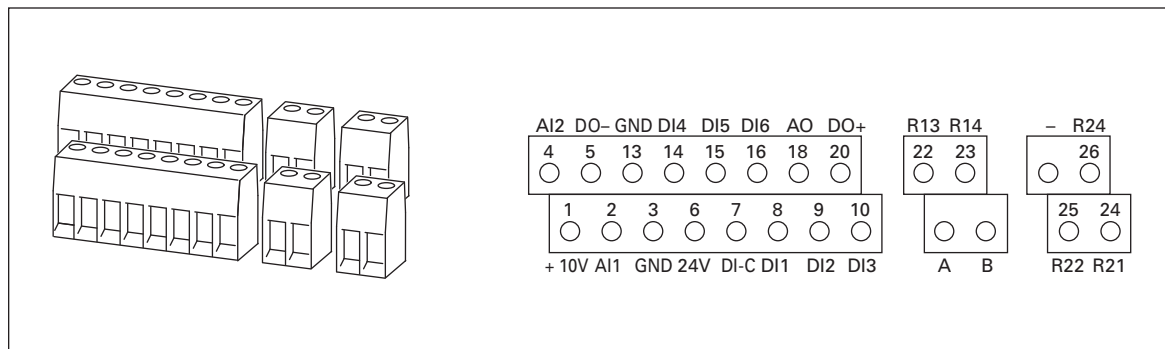 AI2 DO– GND DI4 DI5 DI6 AO DO+ R13 R14 – R24
4 5 13 14 15 16 18 20 22 23 26
1 2 3 6 7 8 9 10 25 24
+ 10V AI1 GND 24V DI-C DI1 DI2 DI3 A B R22 R21